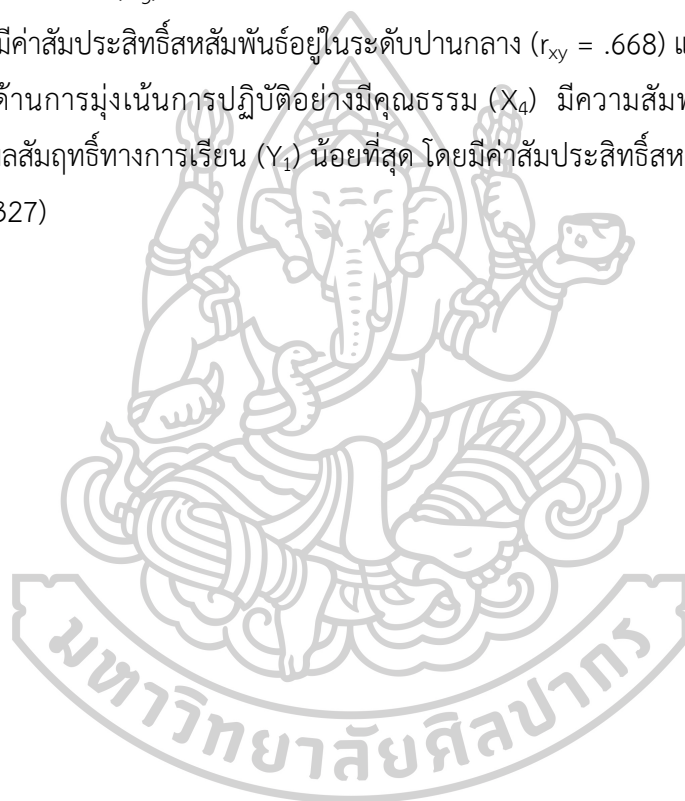 มีค่าสัมประสิทธิ์สหสัมพันธ์อยู่ในระดับปานกลาง (rxy = .668)
ด้านการมุ่งเน้นการปฏิบัติอย่างมีคุณธรรม (X4) มีความ
ลสัมฤทธิ์ทางการเรียน (Y1) น้อยที่สุด โดยมีค่าสัมประสิทธิ์สห
327)
มหาวิทยาลัยศิลปากร